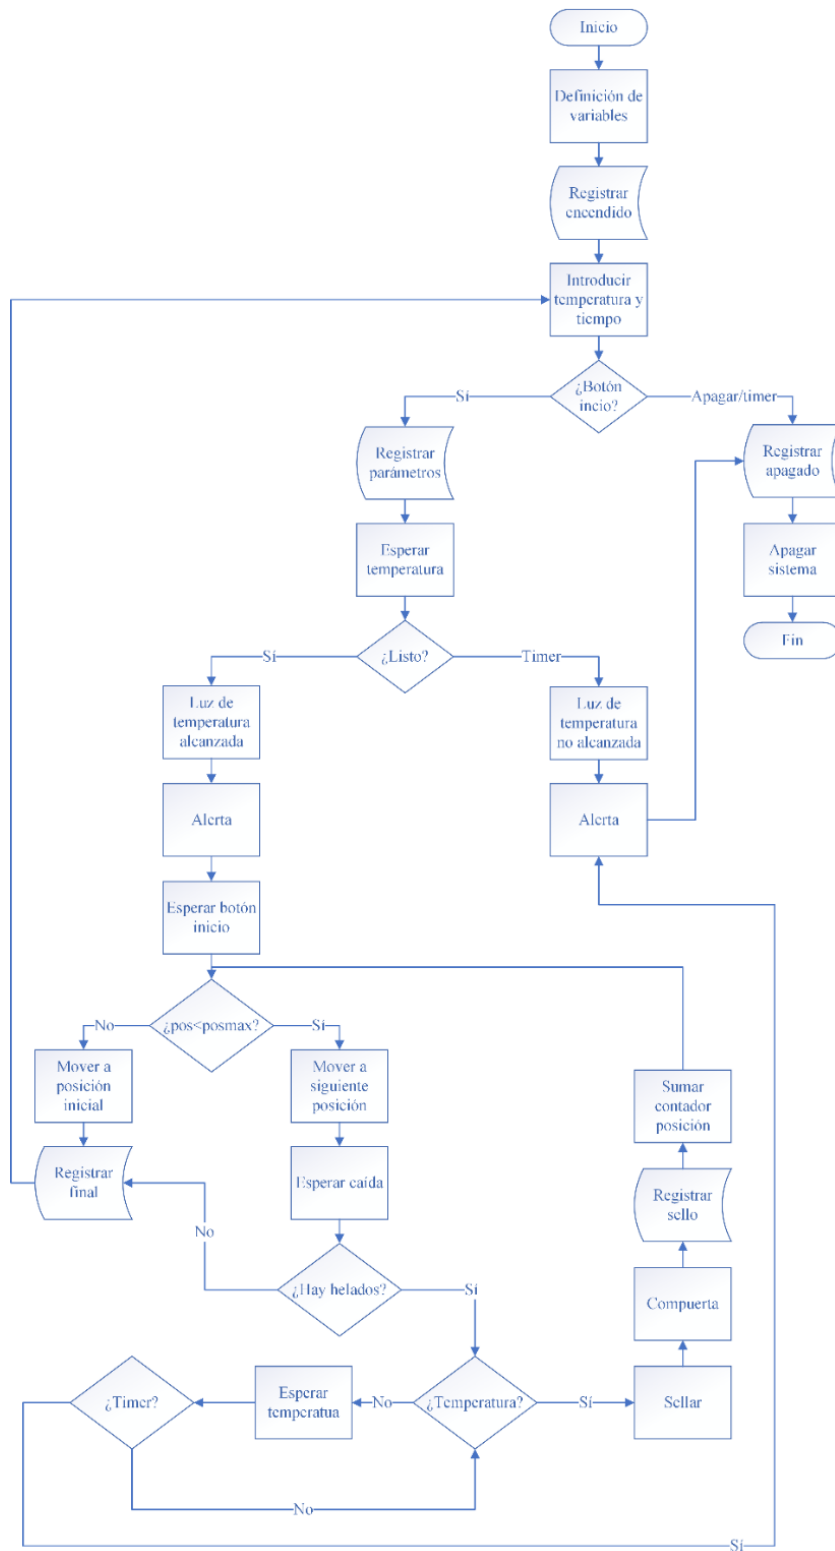 Inicio
Definición de
variables
Registrar
encendido
Introducir
temperatura y
tiempo
¿Botón
incio?
Sí
Apagar/timer
Registrar
parámetros
Registrar
apagado
Esperar
temperatura
Apagar
sistema
¿Listo?
Sí
Timer
Fin
Luz de
temperatura
alcanzada
Luz de
temperatura
no alcanzada
Alerta
Alerta
Esperar botón
inicio
¿pos<posmax?
No
Sí
Mover a
posición
inicial
Mover a
siguiente
posición
Sumar
contador
posición
Registrar
final
Esperar caída
Registrar
sello
No
¿Hay helados?
Sí
Compuerta
¿Timer?
Esperar
temperatua
No
¿Temperatura?
Sí
Sellar
No
Sí